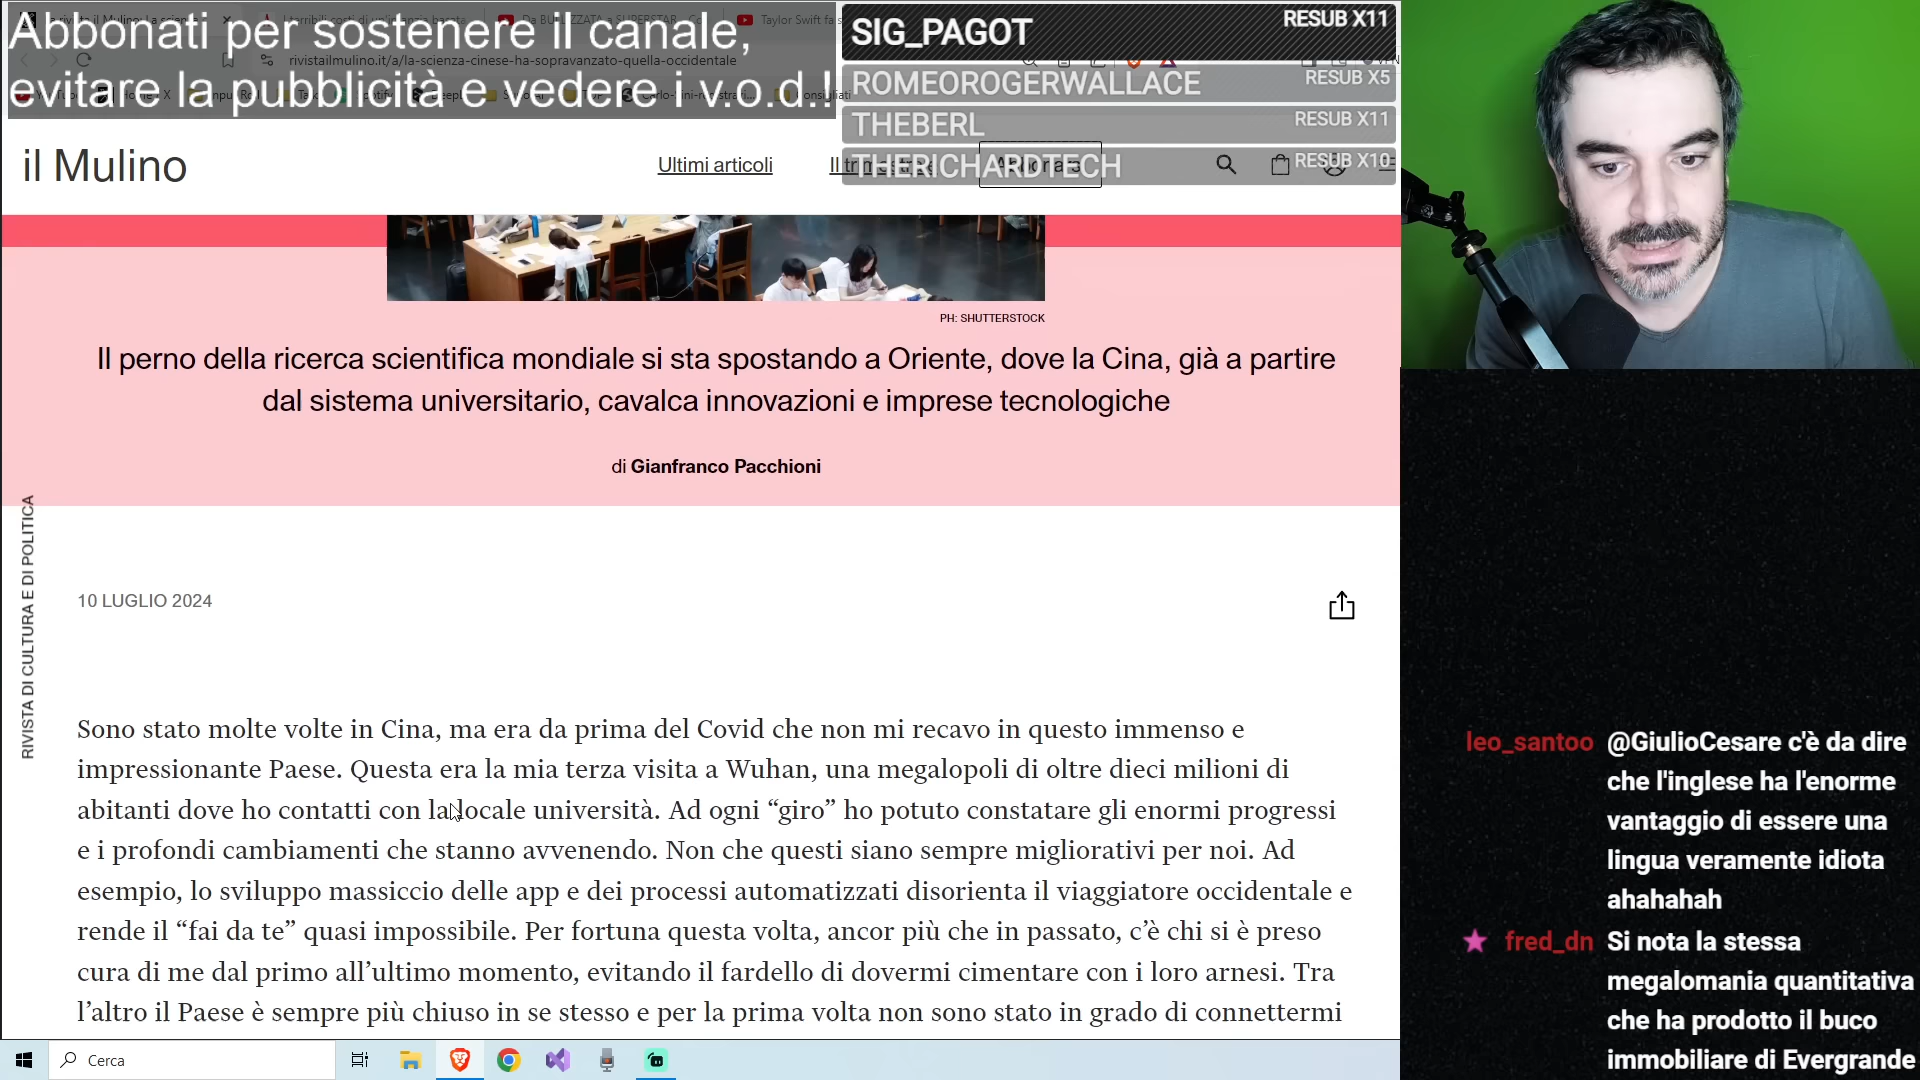 Abbonati per sostenere il canale,
evitare la pubblicità e vedere i v.o.d.!
rivistailmulino.it/a/la-scienza-cinese-ha-sopravanzato-quella-occidentale
SIG_PAGOT RESUB X11
ROMEOROGERWALLACE RESUB X5
THEBERL RESUB X11
THERICHARDTECH RESUB X10
il Mulino
Ultimi articoli
PH: SHUTTERSTOCK
Il perno della ricerca scientifica mondiale si sta spostando a Oriente, dove la Cina, già a partire
dal sistema universitario, cavalca innovazioni e imprese tecnologiche
di Gianfranco Pacchioni
RIVISTA DI CULTURA E DI POLITICA
10 LUGLIO 2024
Sono stato molte volte in Cina, ma era da prima del Covid che non mi recavo in questo immenso e
impressionante Paese. Questa era la mia terza visita a Wuhan, una megalopoli di oltre dieci milioni di
abitanti dove ho contatti con la locale università. Ad ogni “giro” ho potuto constatare gli enormi progressi
e i profondi cambiamenti che stanno avvenendo. Non che questi siano sempre migliorativi per noi. Ad
esempio, lo sviluppo massiccio delle app e dei processi automatizzati disorienta il viaggiatore occidentale e
rende il “fai da te” quasi impossibile. Per fortuna questa volta, ancor più che in passato, c’è chi si è preso
cura di me dal primo all’ultimo momento, evitando il fardello di dovermi cimentare con i loro arnesi. Tra
l’altro il Paese è sempre più chiuso in se stesso e per la prima volta non sono stato in grado di connettermi
Cerca
leo_santoo @GiulioCesare c'è da dire
che l'inglese ha l'enorme
vantaggio di essere una
lingua veramente idiota
ahahahah
fred_dn Si nota la stessa
megalomania quantitativa
che ha prodotto il buco
immobiliare di Evergrande